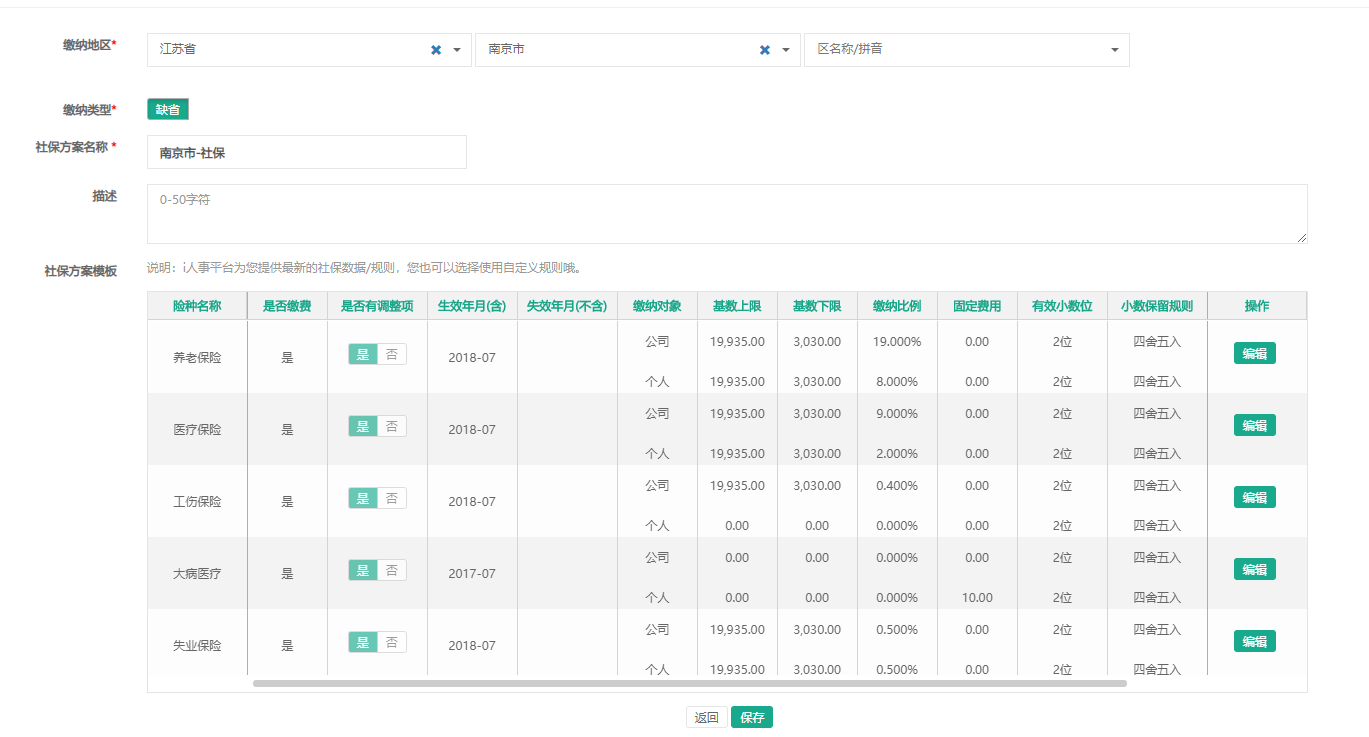 缴纳地区* 江苏省 南京市 区名称/拼音
缴纳类型* 缺省
社保方案名称 * 南京市-社保
描述 0-50字符
社保方案模板 说明：i人事平台为您提供最新的社保数据/规则，您也可以选择使用自定义规则哦。
险种名称 是否缴费 是否有调整项 生效年月(含) 失效年月(不含) 缴纳对象 基数上限 基数下限 缴纳比例 固定费用 有效小数位 小数保留规则 操作
公司 19,935.00 3,030.00 19.000% 0.00 2位 四舍五入
养老保险 是 是 否 2018-07 编辑
个人 19,935.00 3,030.00 8.000% 0.00 2位 四舍五入
公司 19,935.00 3,030.00 9.000% 0.00 2位 四舍五入
医疗保险 是 是 否 2018-07 编辑
个人 19,935.00 3,030.00 2.000% 0.00 2位 四舍五入
公司 19,935.00 3,030.00 0.400% 0.00 2位 四舍五入
工伤保险 是 是 否 2018-07 编辑
个人 0.00 0.00 0.000% 0.00 2位 四舍五入
公司 0.00 0.00 0.000% 0.00 2位 四舍五入
大病医疗 是 是 否 2017-07 编辑
个人 0.00 0.00 0.000% 10.00 2位 四舍五入
公司 19,935.00 3,030.00 0.500% 0.00 2位 四舍五入
失业保险 是 是 否 2018-07 编辑
个人 19,935.00 3,030.00 0.500% 0.00 2位 四舍五入
返回 保存